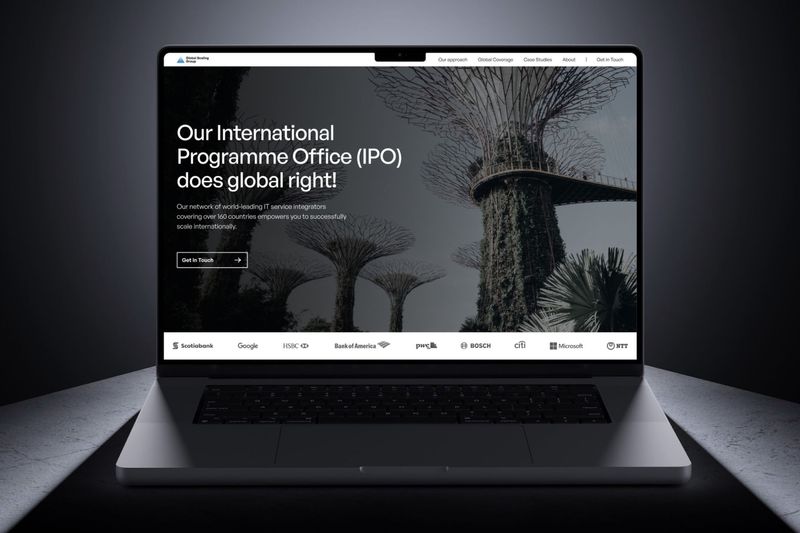 Global Scaling
Group
Our approach Global Coverage Case Studies About | Get in Touch
Our International
Programme Office (IPO)
does global right!
Our network of world-leading IT service integrators
covering over 160 countries empowers you to successfully
scale internationally.
Get in Touch →
Scotiabank Google HSBC Bank of America pwc BOSCH citi Microsoft NTT